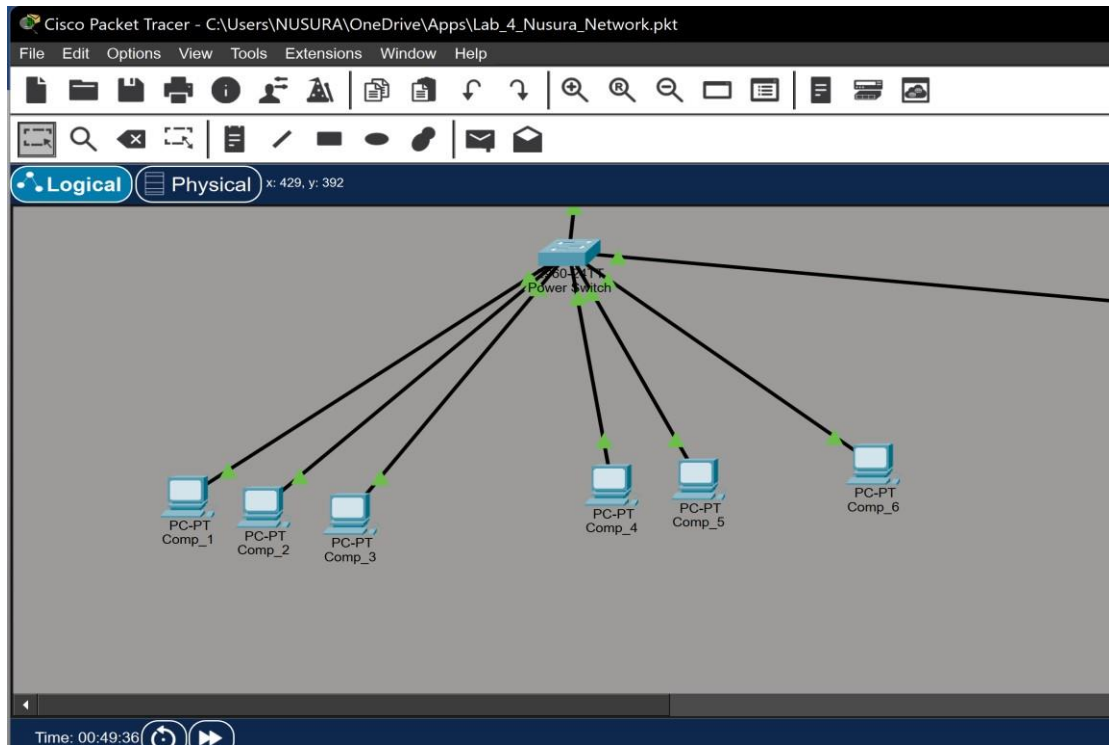 Cisco Packet Tracer - C:\Users\NUSURA\OneDrive\Apps\Lab_4_Nusura_Network.pkt
File Edit Options View Tools Extensions Window Help
Logical Physical x: 429, y: 392
Power Switch
PC-PT
Comp_1
PC-PT
Comp_2
PC-PT
Comp_3
PC-PT
Comp_4
PC-PT
Comp_5
PC-PT
Comp_6
Time: 00:49:36